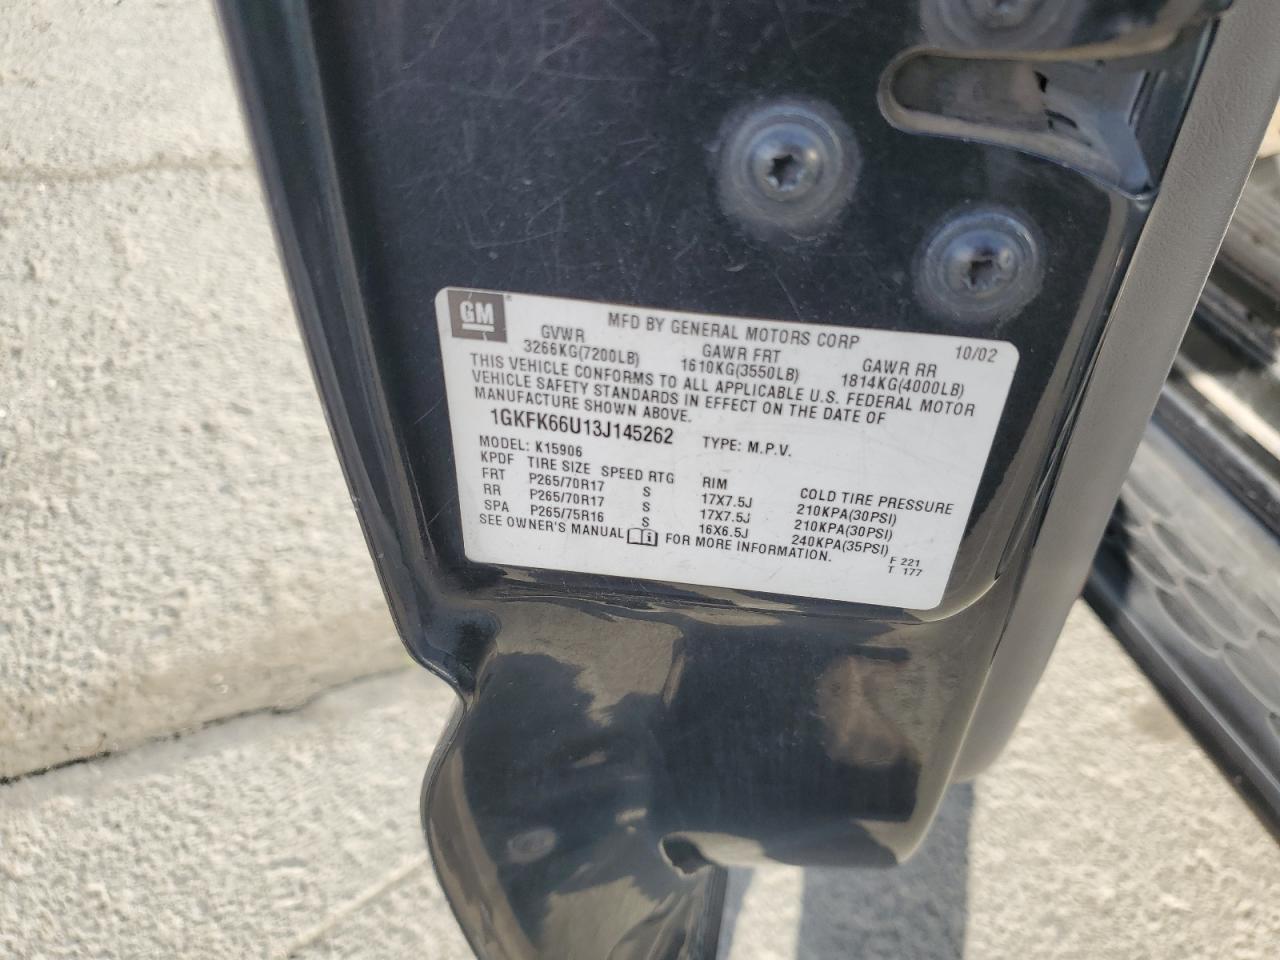 GM®
MFD BY GENERAL MOTORS CORP
10/02
GVWR GAWR FRT GAWR RR
3266KG(7200LB) 1610KG(3550LB) 1814KG(4000LB)
THIS VEHICLE CONFORMS TO ALL APPLICABLE U.S. FEDERAL MOTOR
VEHICLE SAFETY STANDARDS IN EFFECT ON THE DATE OF
MANUFACTURE SHOWN ABOVE.
1GKFK66U13J145262 TYPE: M.P.V.
MODEL: K15906
KPDF TIRE SIZE SPEED RTG RIM COLD TIRE PRESSURE
FRT P265/70R17 S 17X7.5J 210KPA(30PSI)
RR P265/70R17 S 17X7.5J 210KPA(30PSI)
SPA P265/75R16 S 16X6.5J 240KPA(35PSI)
SEE OWNER'S MANUAL FOR MORE INFORMATION.
F 221
T 177